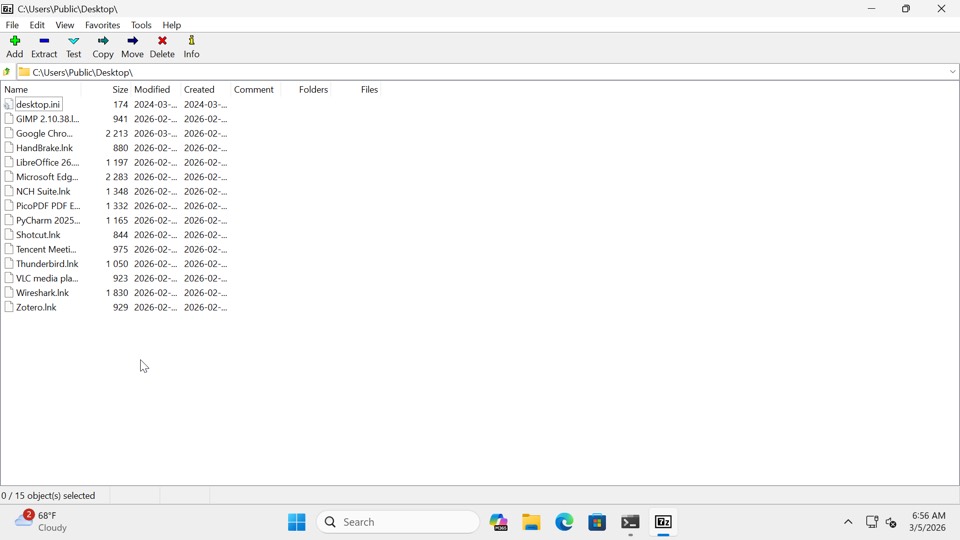 7z C:\Users\Public\Desktop\
File Edit View Favorites Tools Help
Add Extract Test Copy Move Delete Info
C:\Users\Public\Desktop\
Name Size Modified Created Comment Folders Files
desktop.ini 174 2024-03-... 2024-03-...
GIMP 2.10.38.l... 941 2026-02-... 2026-02-...
Google Chro... 2 213 2026-03-... 2026-02-...
HandBrake.lnk 880 2026-02-... 2026-02-...
LibreOffice 26.... 1 197 2026-02-... 2026-02-...
Microsoft Edg... 2 283 2026-02-... 2026-02-...
NCH Suite.lnk 1 348 2026-02-... 2026-02-...
PicoPDF PDF E... 1 332 2026-02-... 2026-02-...
PyCharm 2025... 1 165 2026-02-... 2026-02-...
Shotcut.lnk 844 2026-02-... 2026-02-...
Tencent Meeti... 975 2026-02-... 2026-02-...
Thunderbird.lnk 1 050 2026-02-... 2026-02-...
VLC media pla... 923 2026-02-... 2026-02-...
Wireshark.lnk 1 830 2026-02-... 2026-02-...
Zotero.lnk 929 2026-02-... 2026-02-...
0 / 15 object(s) selected
2 68°F
Cloudy
Search
M365
7z
6:56 AM
3/5/2026